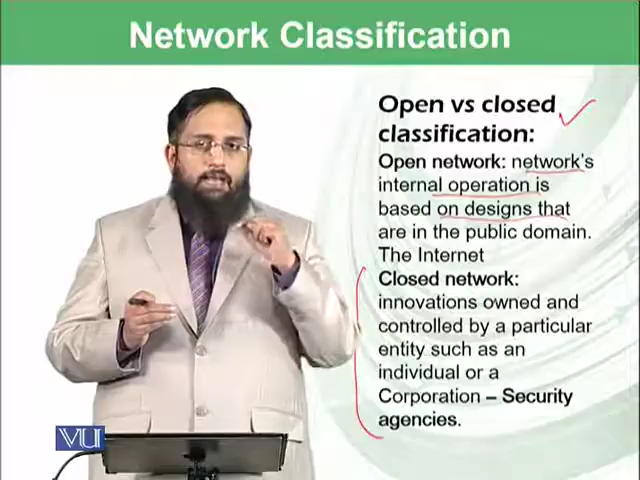 Network Classification
Open vs closed
classification:
Open network: network's
internal operation is
based on designs that
are in the public domain.
The Internet
Closed network:
innovations owned and
controlled by a particular
entity such as an
individual or a
Corporation – Security
agencies.
VU